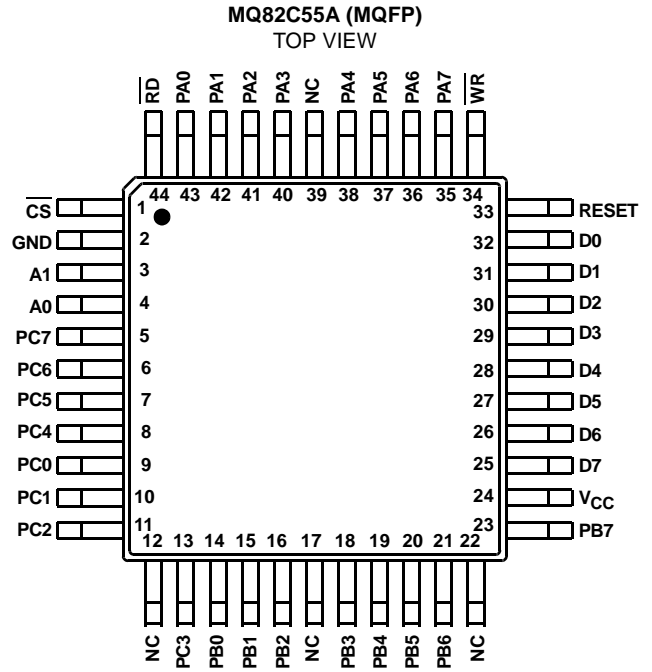 MQ82C55A (MQFP)
TOP VIEW
RD PA0 PA1 PA2 PA3 NC PA4 PA5 PA6 PA7 WR
44 43 42 41 40 39 38 37 36 35 34
CS 1 33 RESET
GND 2 32 D0
A1 3 31 D1
A0 4 30 D2
PC7 5 29 D3
PC6 6 28 D4
PC5 7 27 D5
PC4 8 26 D6
PC0 9 25 D7
PC1 10 24 VCC
PC2 11 23 PB7
12 13 14 15 16 17 18 19 20 21 22
NC PC3 PB0 PB1 PB2 NC PB3 PB4 PB5 PB6 NC